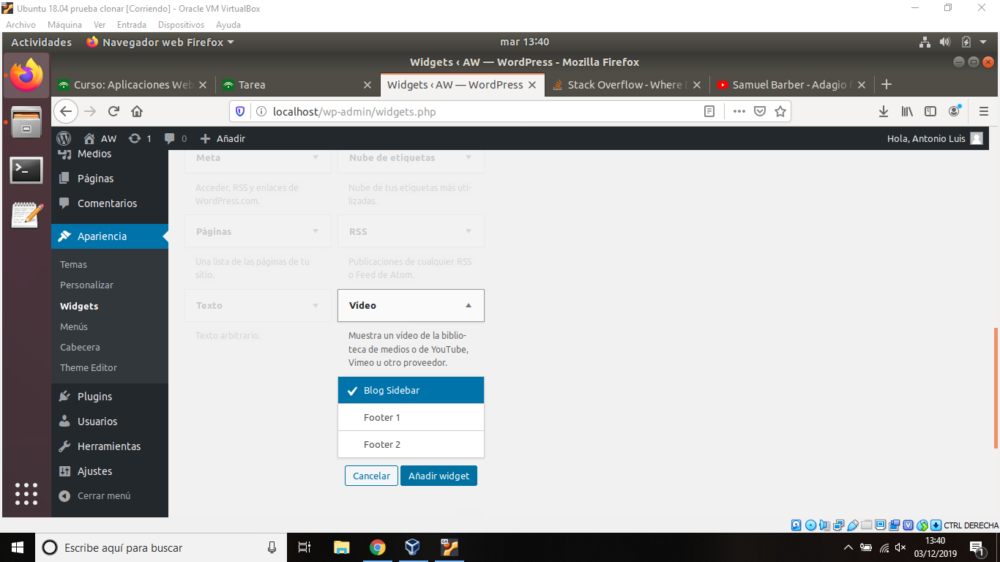 Ubuntu 18.04 prueba clonar [Corriendo] - Oracle VM VirtualBox
Archivo Máquina Ver Entrada Dispositivos Ayuda
Actividades Navegador web Firefox mar 13:40
Widgets ‹ AW — WordPress - Mozilla Firefox
Curso: Aplicaciones Web Tarea Widgets ‹ AW — WordPress Stack Overflow - Where D Samuel Barber - Adagio
localhost/wp-admin/widgets.php
AW 1 0 Añadir Hola, Antonio Luis
Medios
Páginas
Comentarios
Apariencia
Temas
Personalizar
Widgets
Menús
Cabecera
Theme Editor
Plugins
Usuarios
Herramientas
Ajustes
Cerrar menú
Meta
Acceder, RSS y enlaces de
WordPress.com.
Nube de etiquetas
Nube de tus etiquetas más uti-
lizadas.
Páginas
Una lista de las páginas de tu
sitio.
RSS
Publicaciones de cualquier RSS
o Feed de Atom.
Texto
Texto arbitrario.
Vídeo
Muestra un vídeo de la biblio-
teca de medios o de YouTube,
Vimeo u otro proveedor.
Blog Sidebar
Footer 1
Footer 2
Cancelar Añadir widget
CTRL DERECHA
Escribe aquí para buscar
64
13:40
03/12/2019
1